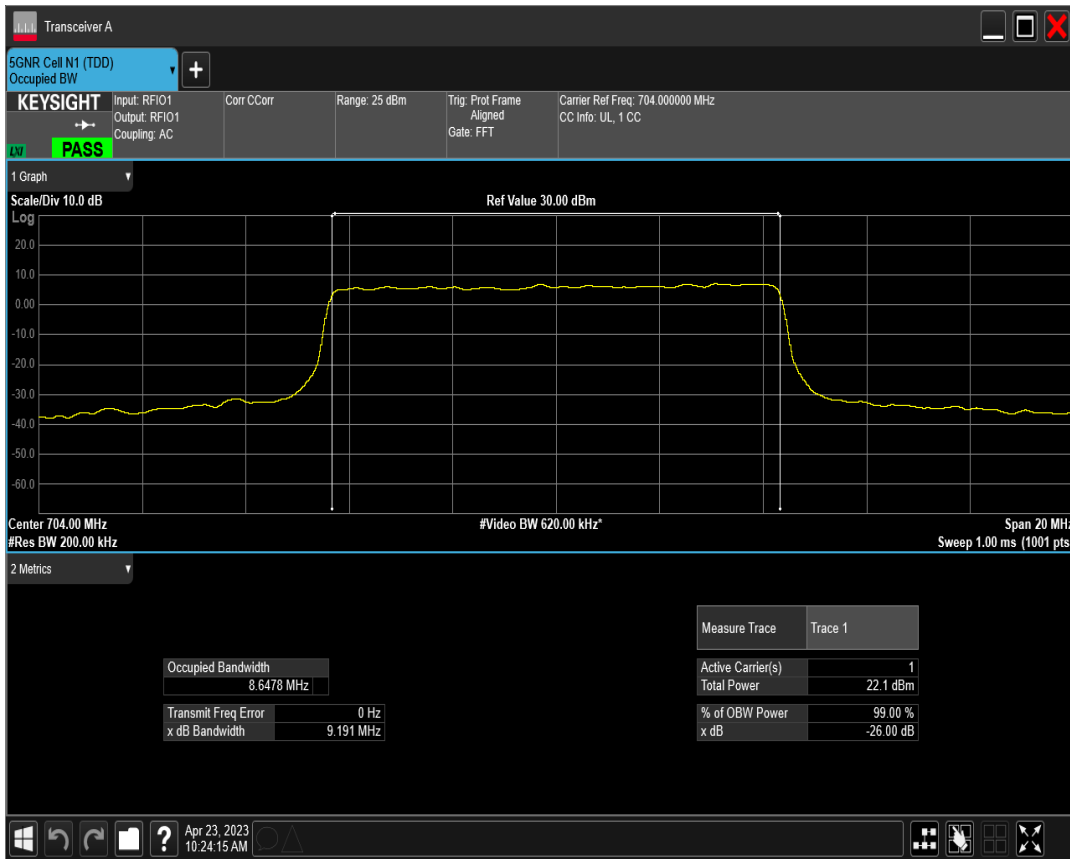 Transceiver A
5GNR Cell N1 (TDD)
Occupied BW
+
KEYSIGHT
LXI
PASS
Input: RFIO1
Output: RFIO1
Coupling: AC
Corr CCorr
Range: 25 dBm
Trig: Prot Frame
Aligned
Gate: FFT
Carrier Ref Freq: 704.000000 MHz
CC Info: UL, 1 CC
1 Graph
Scale/Div 10.0 dB
Ref Value 30.00 dBm
Log
20.0
10.0
0.00
-10.0
-20.0
-30.0
-40.0
-50.0
-60.0
Center 704.00 MHz
#Video BW 620.00 kHz*
Span 20 MHz
#Res BW 200.00 kHz
Sweep 1.00 ms (1001 pts
2 Metrics
Measure Trace Trace 1
Occupied Bandwidth
8.6478 MHz
Active Carrier(s) 1
Total Power 22.1 dBm
Transmit Freq Error 0 Hz
x dB Bandwidth 9.191 MHz
% of OBW Power 99.00 %
x dB -26.00 dB
?
Apr 23, 2023
10:24:15 AM